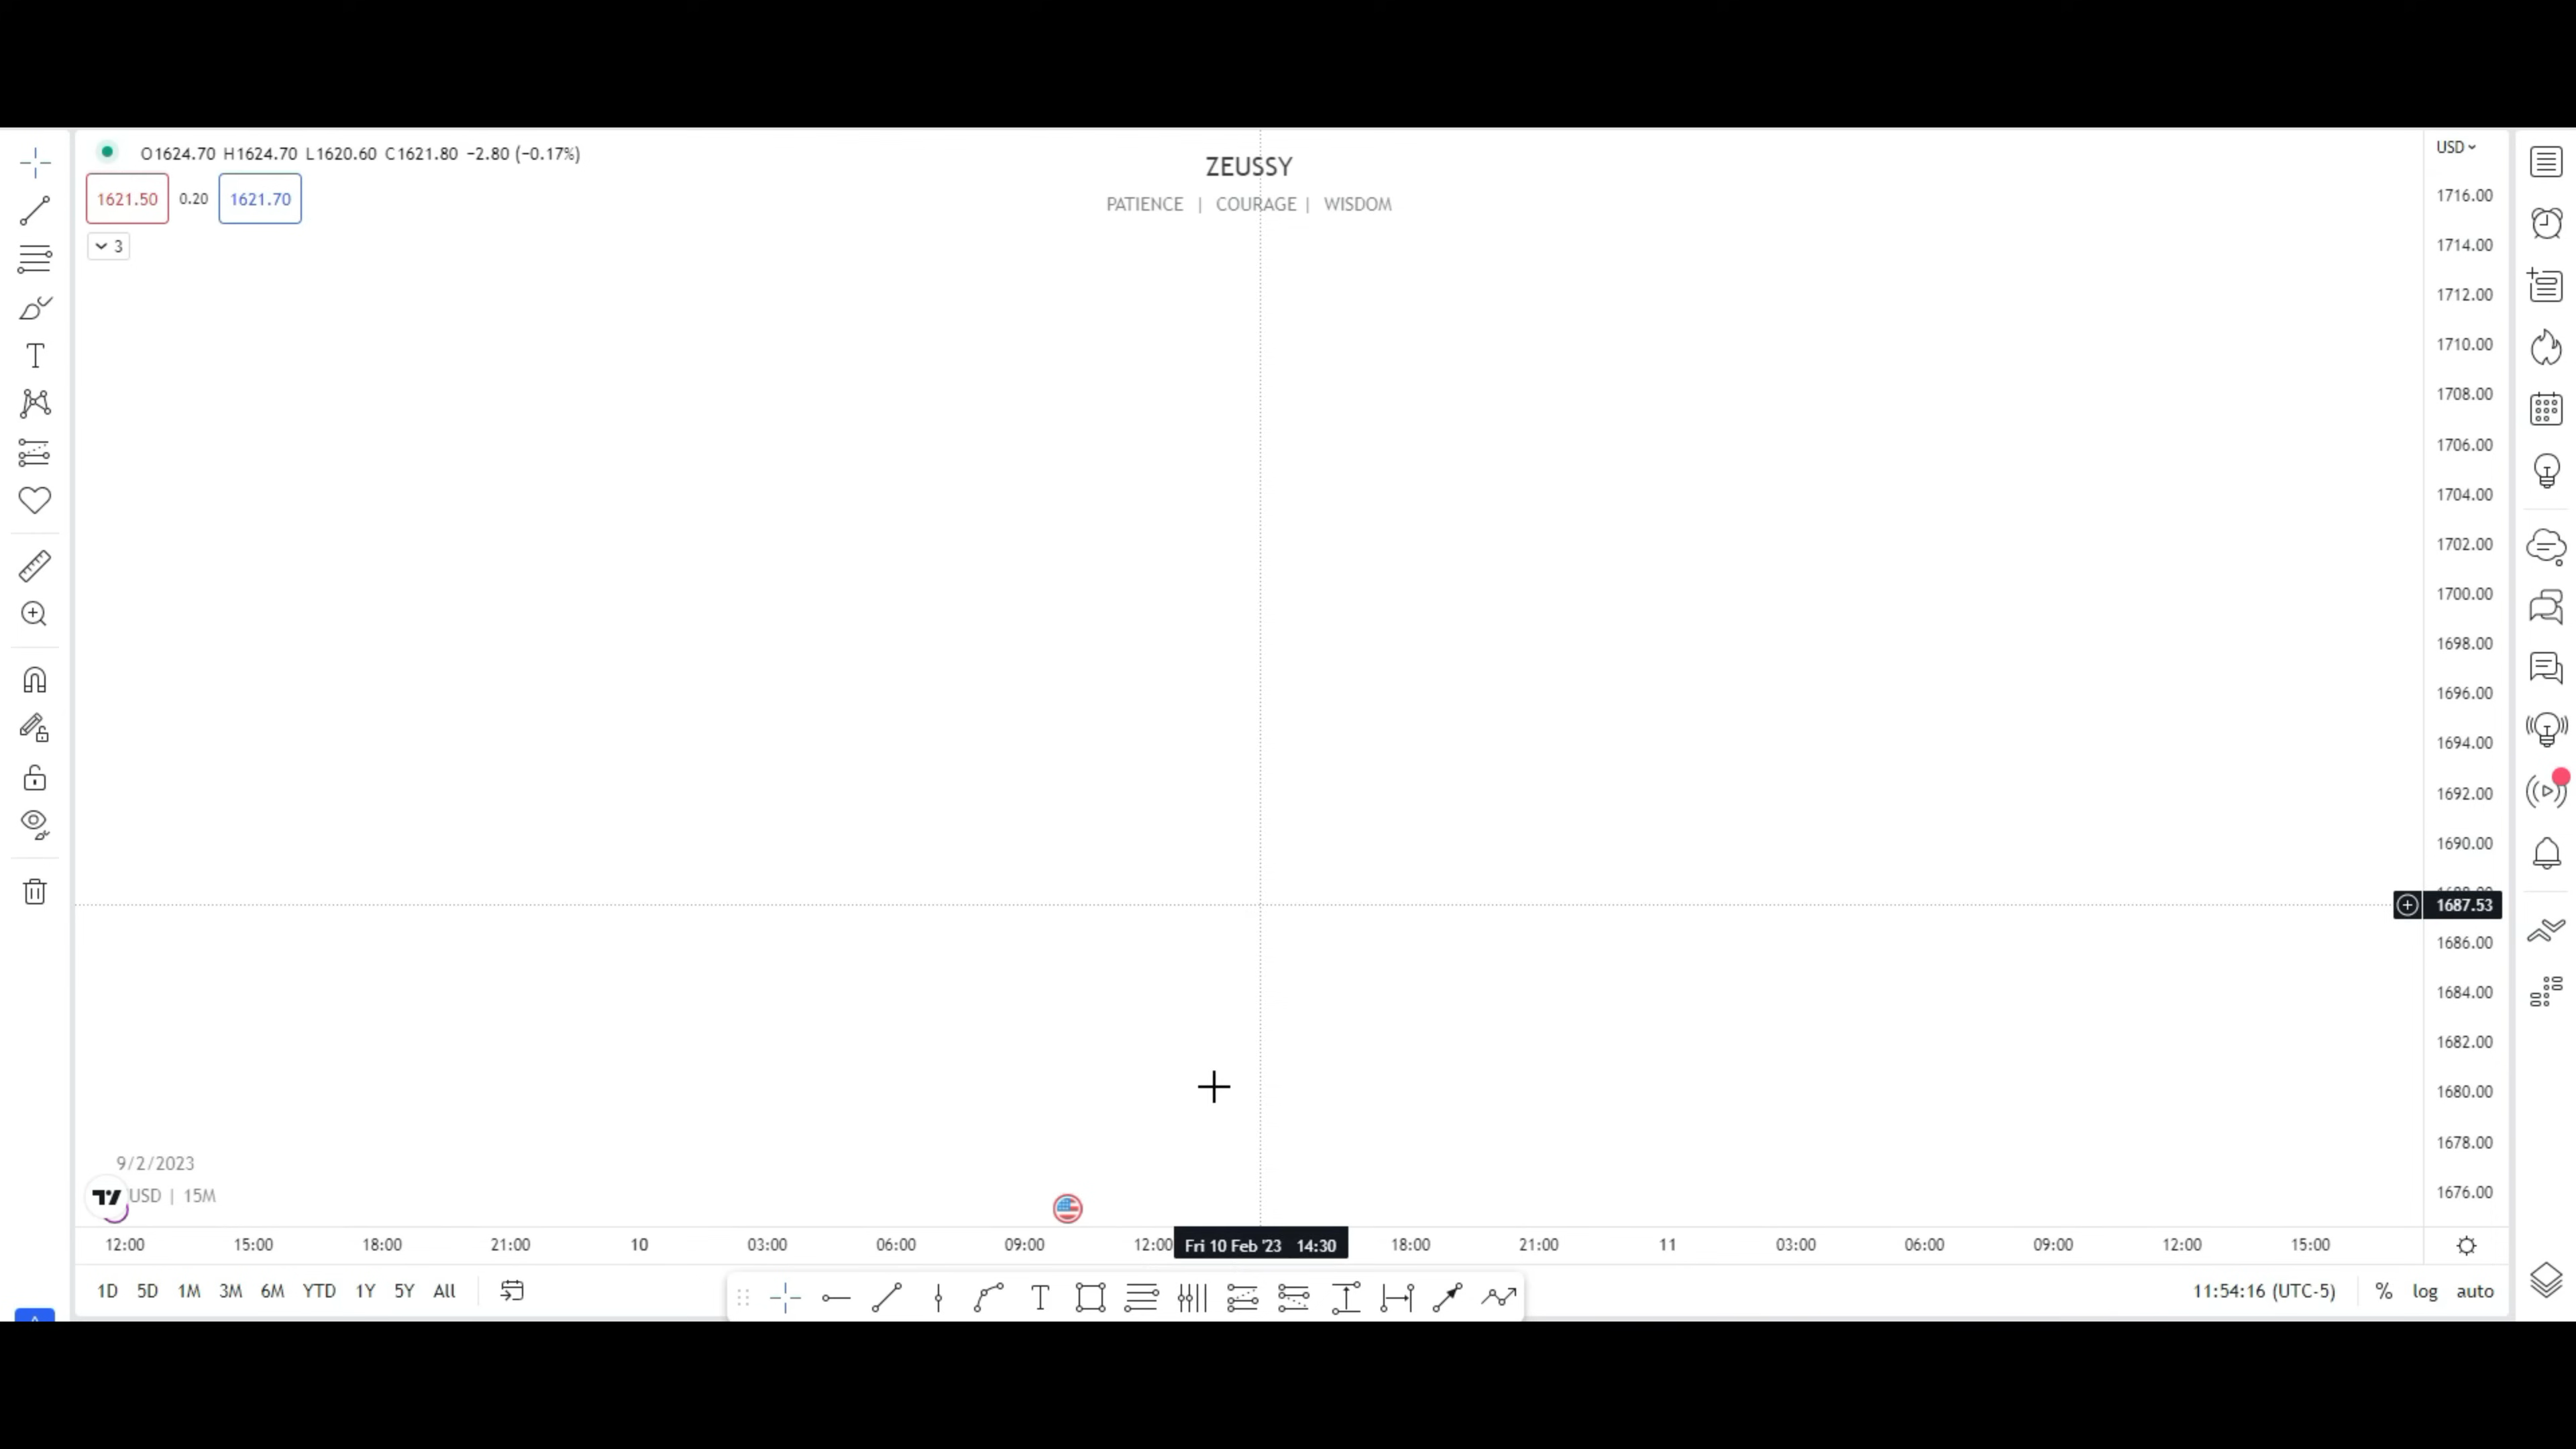 O1624.70 H1624.70 L1620.60 C1621.80 −2.80 (−0.17%)
ZEUSSY
PATIENCE | COURAGE | WISDOM
1621.50 0.20 1621.70
3
USD
1716.00
1714.00
1712.00
1710.00
1708.00
1706.00
1704.00
1702.00
1700.00
1698.00
1696.00
1694.00
1692.00
1690.00
1687.53
1686.00
1684.00
1682.00
1680.00
1678.00
1676.00
9/2/2023
USD | 15M
12:00 15:00 18:00 21:00 10 03:00 06:00 09:00 12:00 Fri 10 Feb '23 14:30 18:00 21:00 11 03:00 06:00 09:00 12:00 15:00
1D 5D 1M 3M 6M YTD 1Y 5Y All
11:54:16 (UTC-5) % log auto